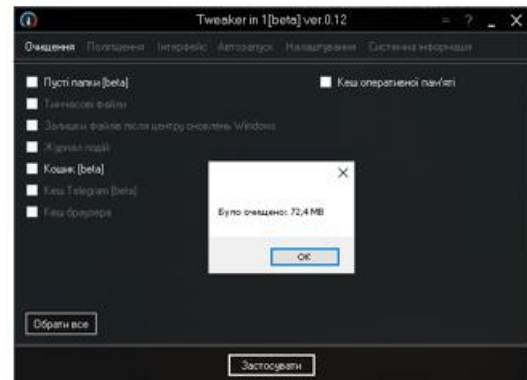 Tweaker in 1[beta] ver.0.12
Очищення Поліпшення Інтерфейс Автозапуск Налаштування Системна інформація
Пусті папки [beta]
Кеш оперативної пам'яті
Тимчасові файли
Залишки файлів після центру оновлень Windows
Журнал подій
Кошик [beta]
Кеш Telegram [beta]
Кеш браузера
Було очищено: 72,4 MB
OK
Обрати все
Застосувати